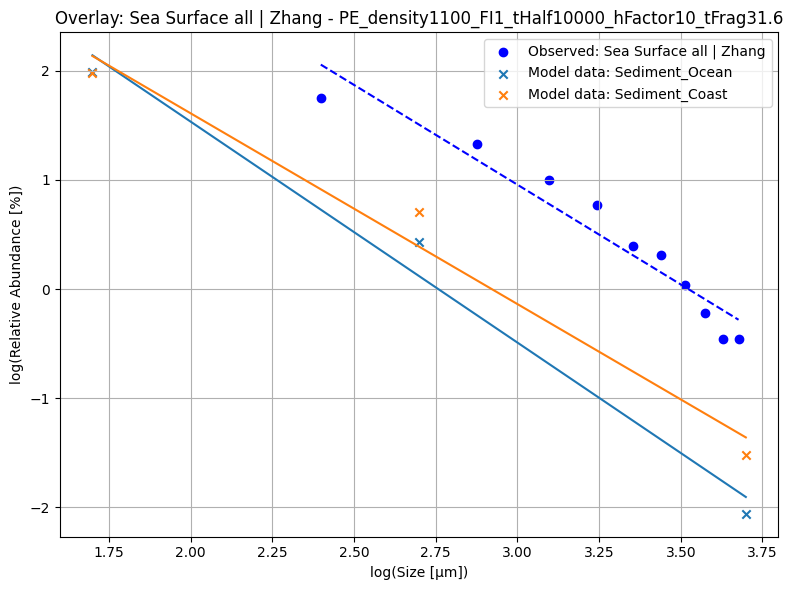 Overlay: Sea Surface all | Zhang - PE_density1100_FI1_tHalf10000_hFactor10_tFrag31.6
Observed: Sea Surface all | Zhang
Model data: Sediment_Ocean
Model data: Sediment_Coast
log(Relative Abundance [%])
2
1
0
−1
−2
1.75 2.00 2.25 2.50 2.75 3.00 3.25 3.50 3.75
log(Size [μm])